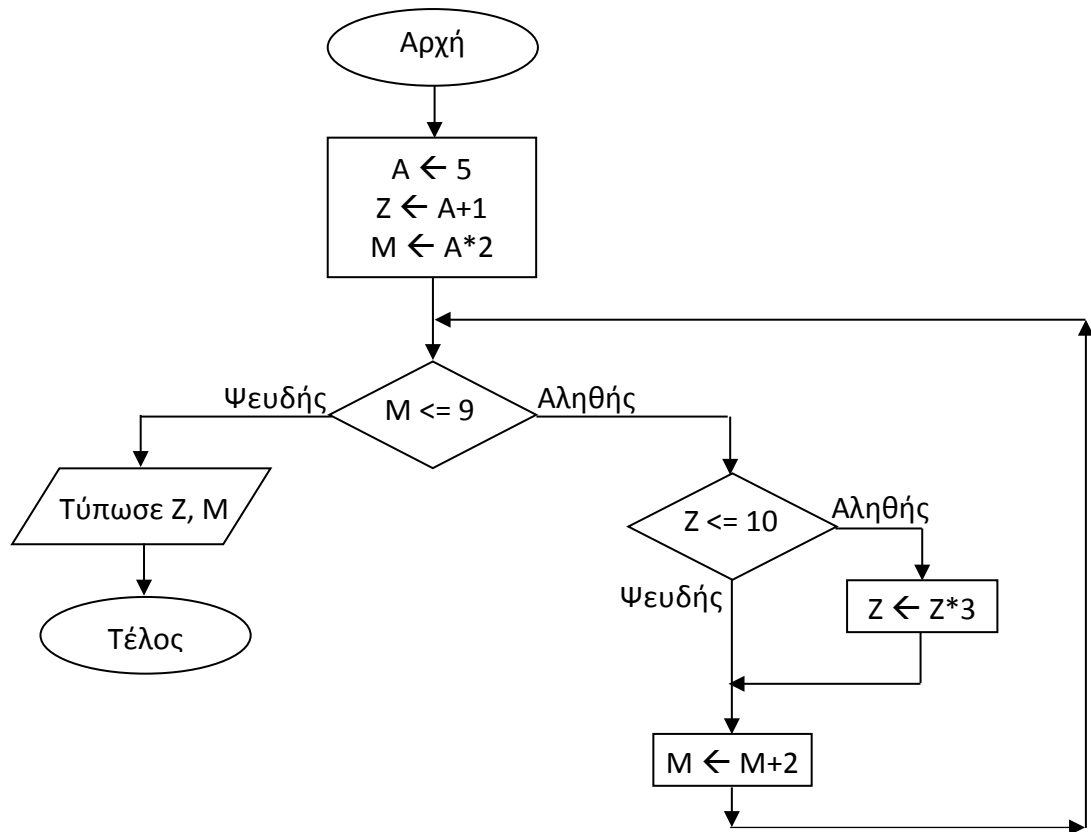 Αρχή
Α ← 5
Ζ ← Α+1
Μ ← Α*2
Ψευδής
Μ <= 9
Αληθής
Τύπωσε Ζ, Μ
Ζ <= 10
Αληθής
Ψευδής
Ζ ← Ζ*3
Τέλος
Μ ← Μ+2